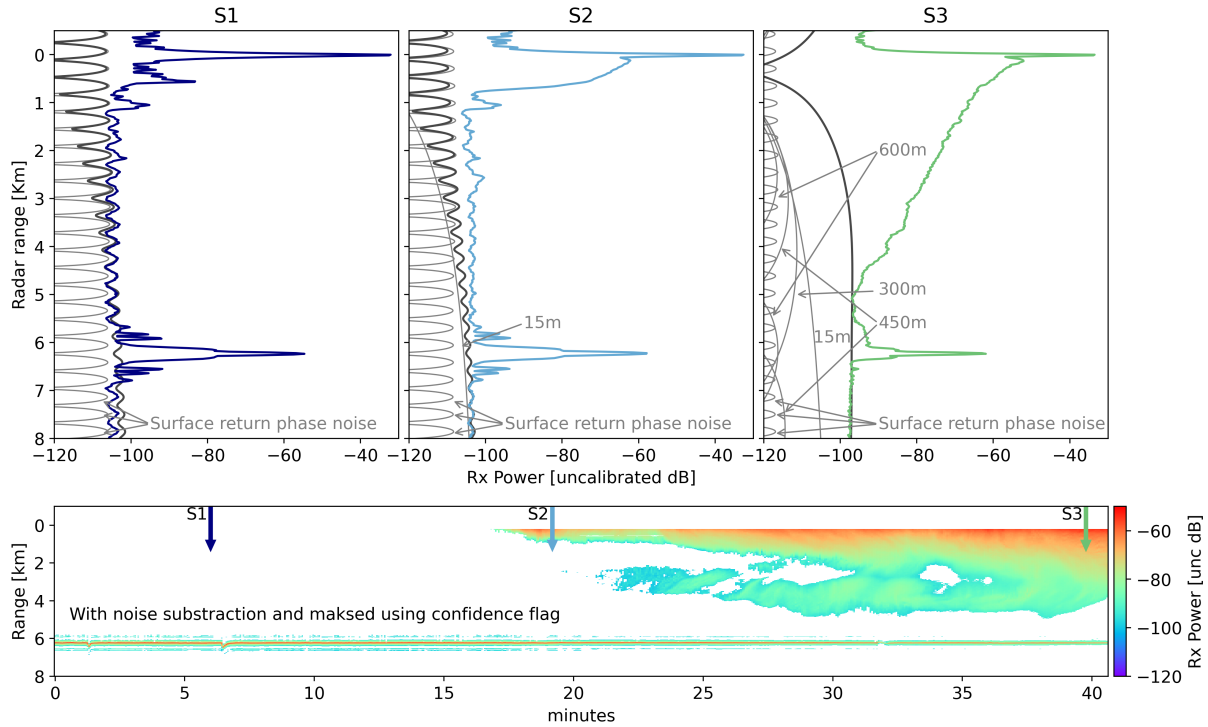 S1 S2 S3
Radar range [Km]
0
1
2
3
4
5
6
7
8
600m
300m
450m
15m
15m
Surface return phase noise
Surface return phase noise
Surface return phase noise
−120 −100 −80 −60 −40 −120 −100 −80 −60 −40 −120 −100 −80 −60 −40
Rx Power [uncalibrated dB]
Range [km]
0
2
4
6
8
S1 S2 S3
With noise substraction and maksed using confidence flag
0 5 10 15 20 25 30 35 40
minutes
−60
−80
−100
−120
Rx Power [unc dB]